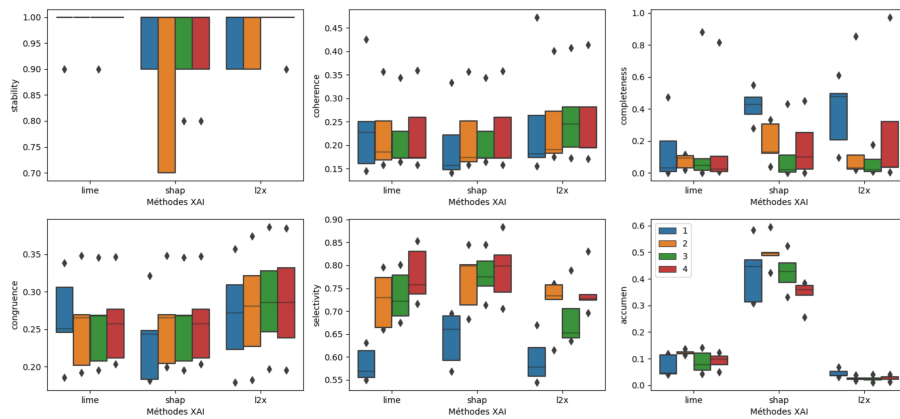 1.00
0.95
0.90
0.85
0.80
0.75
0.70
stability
lime shap l2x
Méthodes XAI
0.45
0.40
0.35
0.30
0.25
0.20
0.15
coherence
lime shap l2x
Méthodes XAI
1.0
0.8
0.6
0.4
0.2
0.0
completeness
lime shap l2x
Méthodes XAI
0.35
0.30
0.25
0.20
congruence
lime shap l2x
Méthodes XAI
0.90
0.85
0.80
0.75
0.70
0.65
0.60
0.55
0.50
selectivity
lime shap l2x
Méthodes XAI
0.6
0.5
0.4
0.3
0.2
0.1
0.0
accumen
1
2
3
4
lime shap l2x
Méthodes XAI